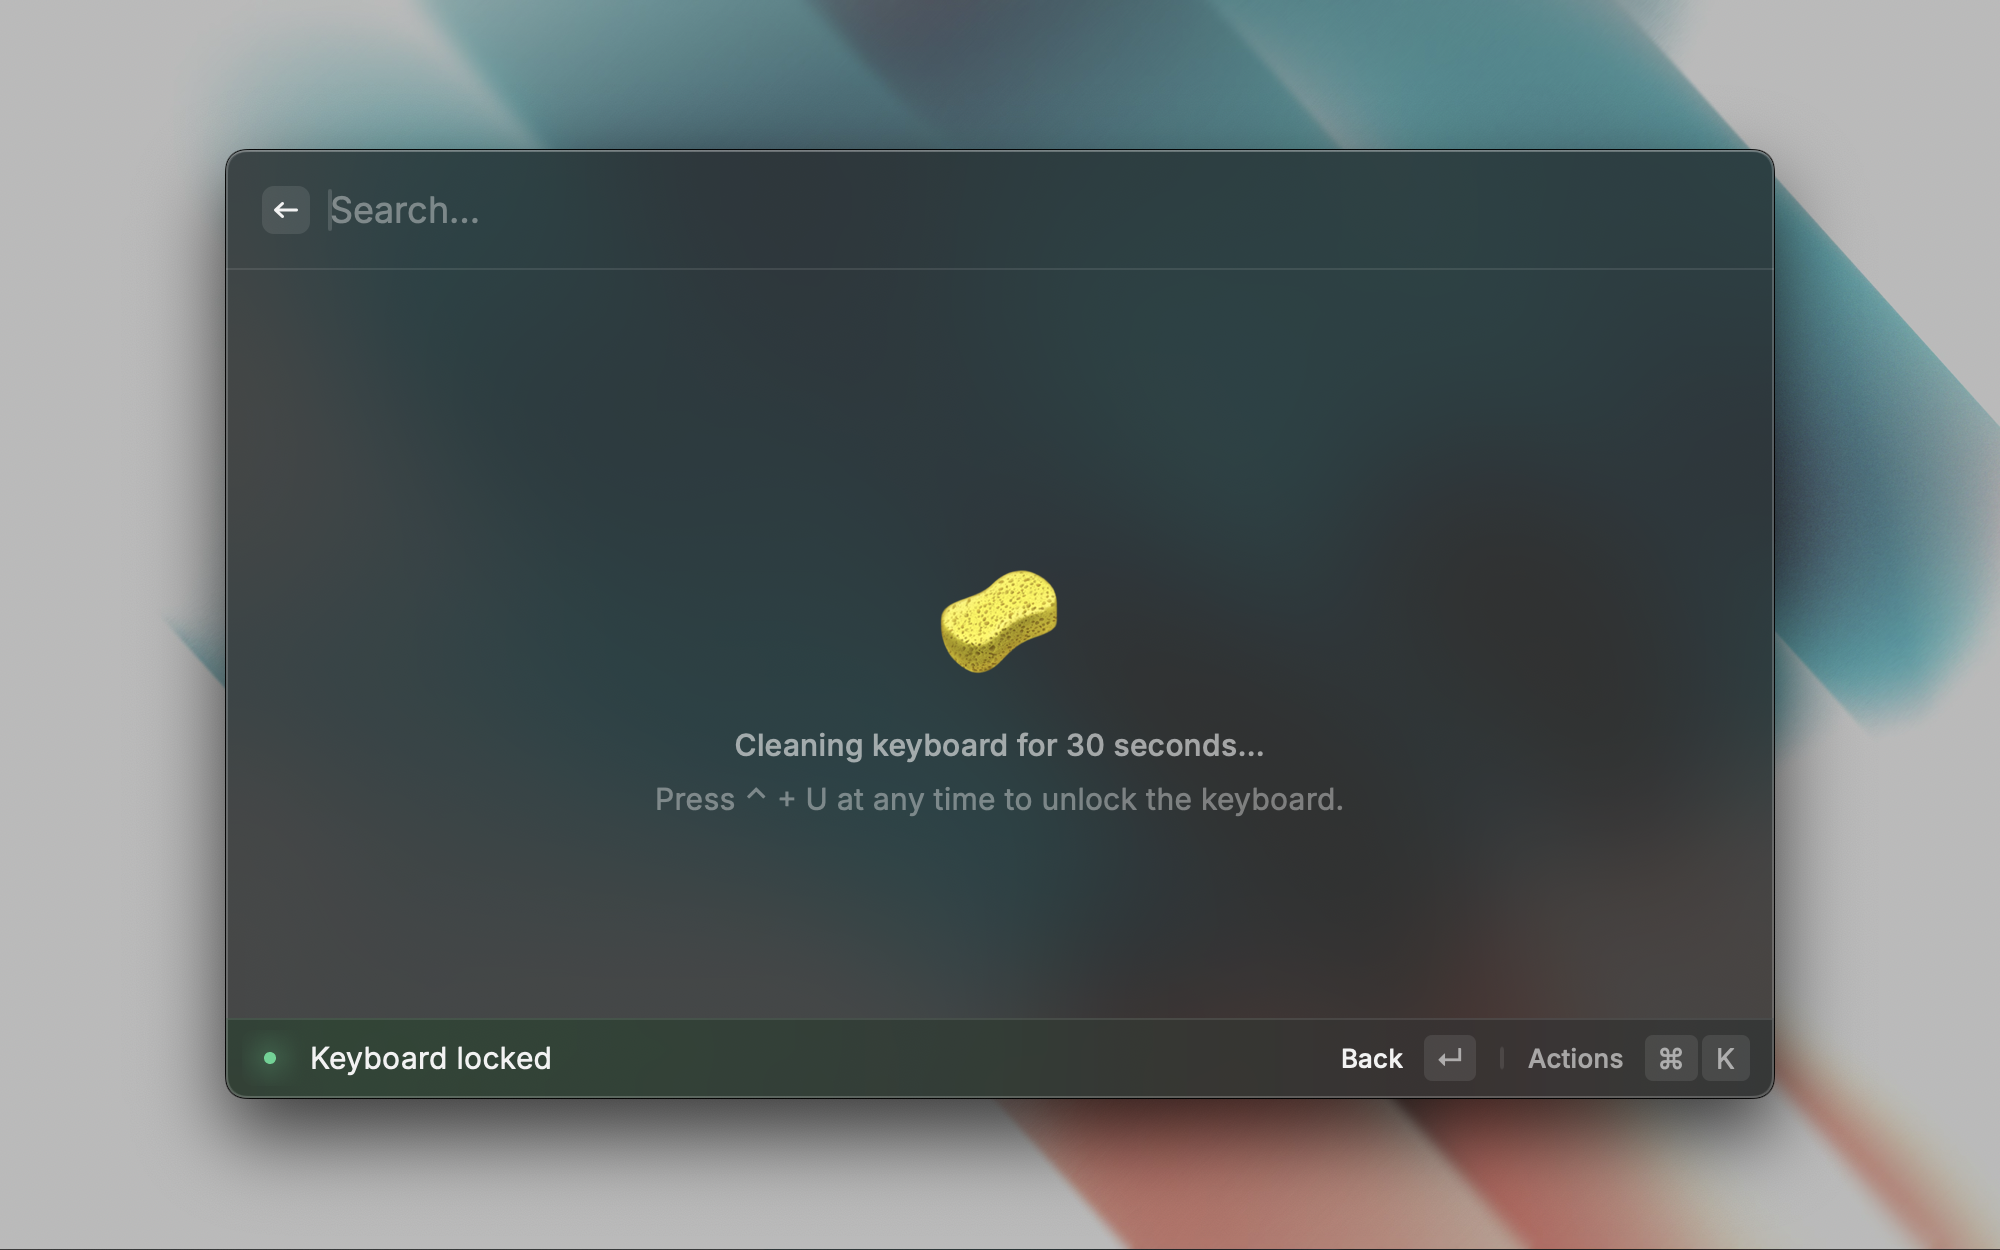 Search...
Cleaning keyboard for 30 seconds...
Press ^ + U at any time to unlock the keyboard.
Keyboard locked
Back ↵ | Actions ⌘ K